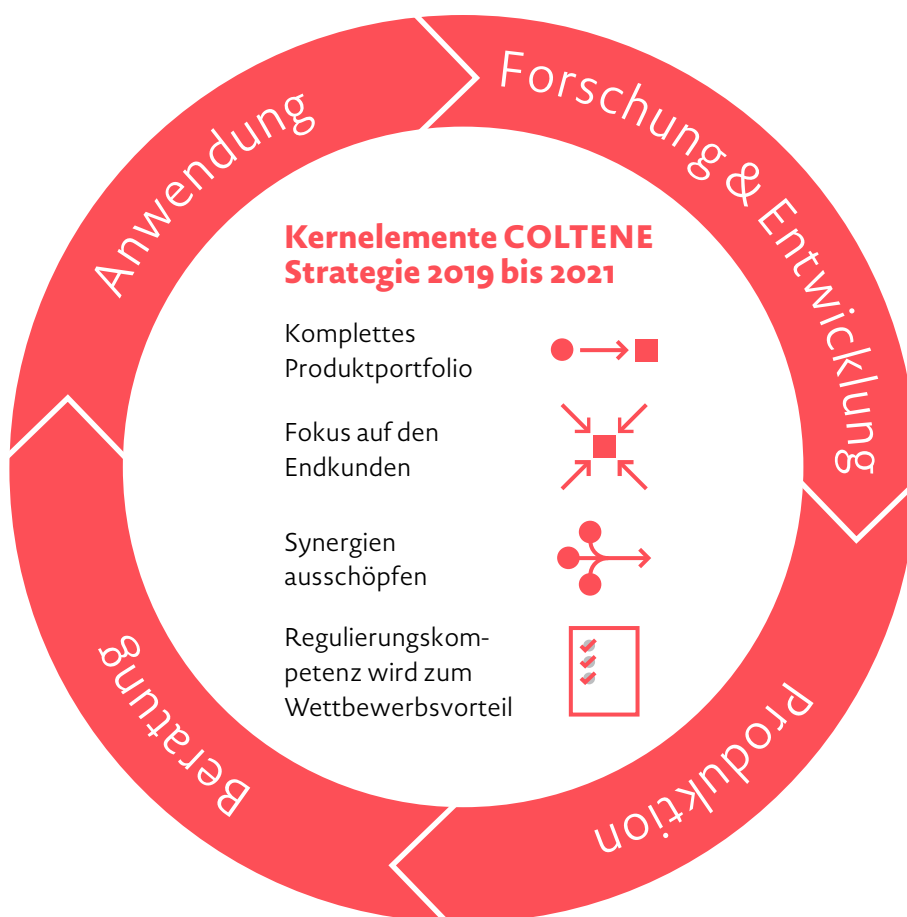 Anwendung
Forschung & Entwicklung
Kernelemente COLTENE
Strategie 2019 bis 2021
Komplettes
Produktportfolio
Fokus auf den
Endkunden
Synergien
ausschöpfen
Regulierungskom-
petenz wird zum
Wettbewerbsvorteil
Beratung
Produktion